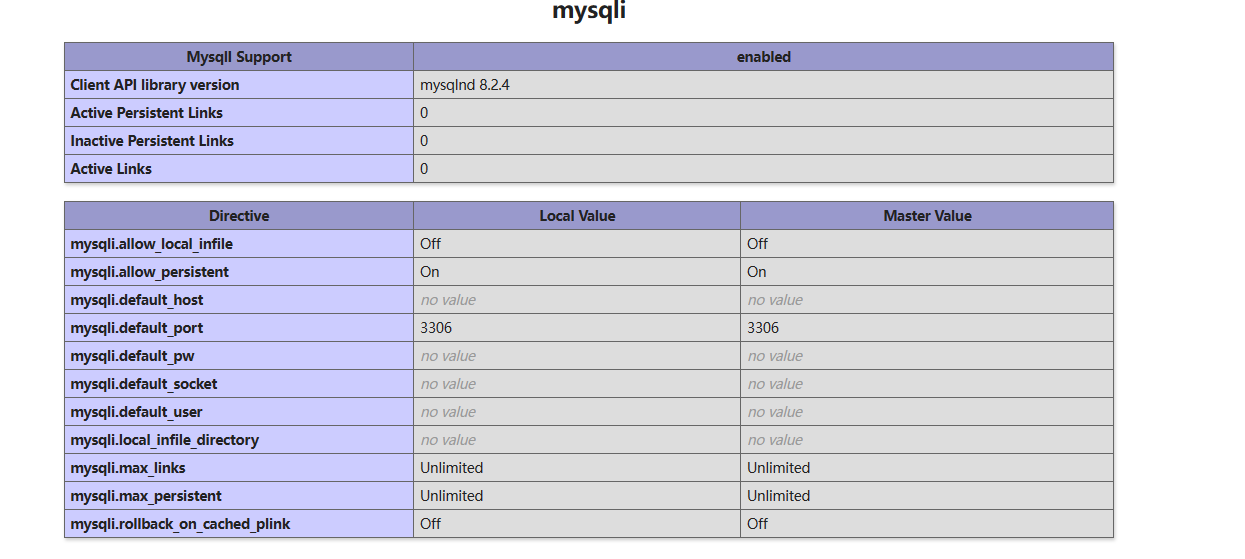 mysqli
MysqlI Support enabled
Client API library version mysqlnd 8.2.4
Active Persistent Links 0
Inactive Persistent Links 0
Active Links 0
Directive Local Value Master Value
mysqli.allow_local_infile Off Off
mysqli.allow_persistent On On
mysqli.default_host no value no value
mysqli.default_port 3306 3306
mysqli.default_pw no value no value
mysqli.default_socket no value no value
mysqli.default_user no value no value
mysqli.local_infile_directory no value no value
mysqli.max_links Unlimited Unlimited
mysqli.max_persistent Unlimited Unlimited
mysqli.rollback_on_cached_plink Off Off